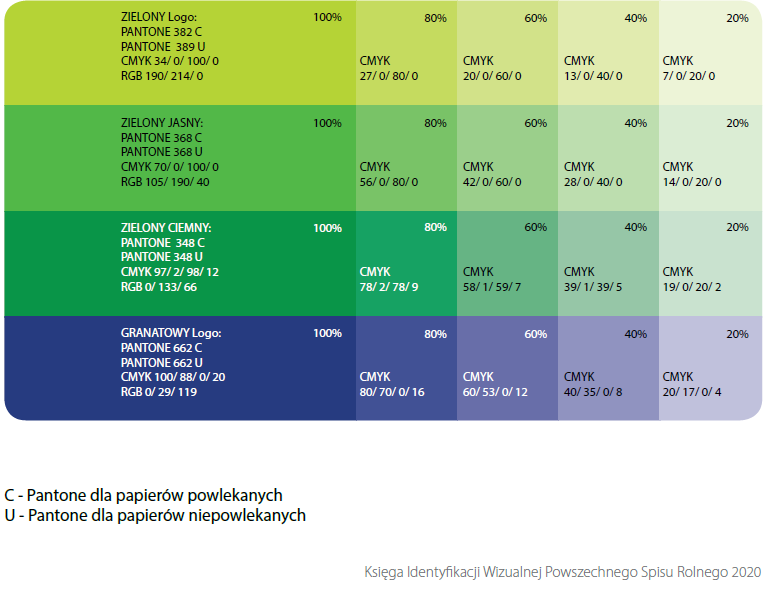 ZIELONY Logo:
PANTONE 382 C
PANTONE 389 U
CMYK 34/ 0/ 100/ 0
RGB 190/ 214/ 0
100%
80%
CMYK
27/ 0/ 80/ 0
60%
CMYK
20/ 0/ 60/ 0
40%
CMYK
13/ 0/ 40/ 0
20%
CMYK
7/ 0/ 20/ 0
ZIELONY JASNY:
PANTONE 368 C
PANTONE 368 U
CMYK 70/ 0/ 100/ 0
RGB 105/ 190/ 40
100%
80%
CMYK
56/ 0/ 80/ 0
60%
CMYK
42/ 0/ 60/ 0
40%
CMYK
28/ 0/ 40/ 0
20%
CMYK
14/ 0/ 20/ 0
ZIELONY CIEMNY:
PANTONE 348 C
PANTONE 348 U
CMYK 97/ 2/ 98/ 12
RGB 0/ 133/ 66
100%
80%
CMYK
78/ 2/ 78/ 9
60%
CMYK
58/ 1/ 59/ 7
40%
CMYK
39/ 1/ 39/ 5
20%
CMYK
19/ 0/ 20/ 2
GRANATOWY Logo:
PANTONE 662 C
PANTONE 662 U
CMYK 100/ 88/ 0/ 20
RGB 0/ 29/ 119
100%
80%
CMYK
80/ 70/ 0/ 16
60%
CMYK
60/ 53/ 0/ 12
40%
CMYK
40/ 35/ 0/ 8
20%
CMYK
20/ 17/ 0/ 4
C - Pantone dla papierów powlekanych
U - Pantone dla papierów niepowlekanych
Księga Identyfikacji Wizualnej Powszechnego Spisu Rolnego 2020